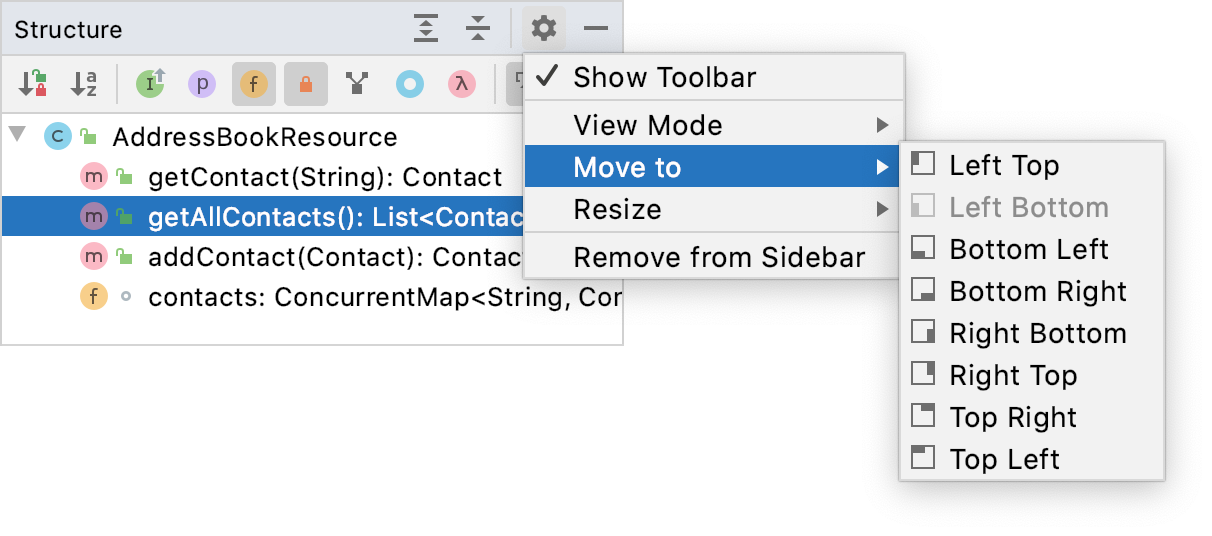 Structure
a
z
I p f λ
Show Toolbar
View Mode
Move to
Resize
Remove from Sidebar
C AddressBookResource
m getContact(String): Contact
m getAllContacts(): List<Contac
m addContact(Contact): Contac
f contacts: ConcurrentMap<String, Con
Left Top
Left Bottom
Bottom Left
Bottom Right
Right Bottom
Right Top
Top Right
Top Left